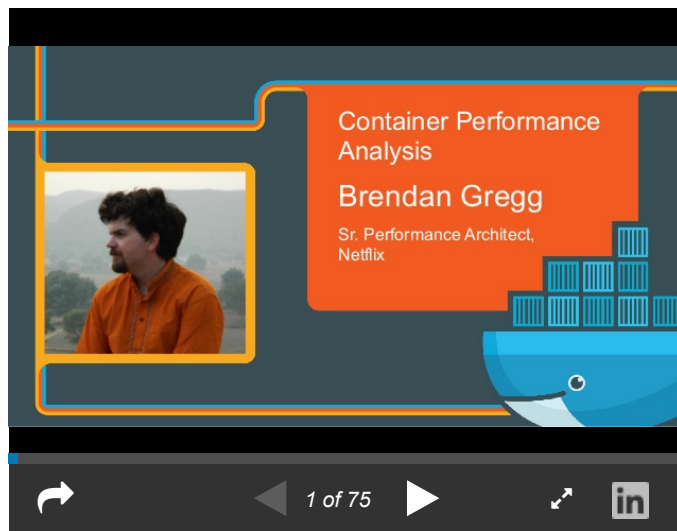 Container Performance
Analysis
Brendan Gregg
Sr. Performance Architect,
Netflix
1 of 75
in